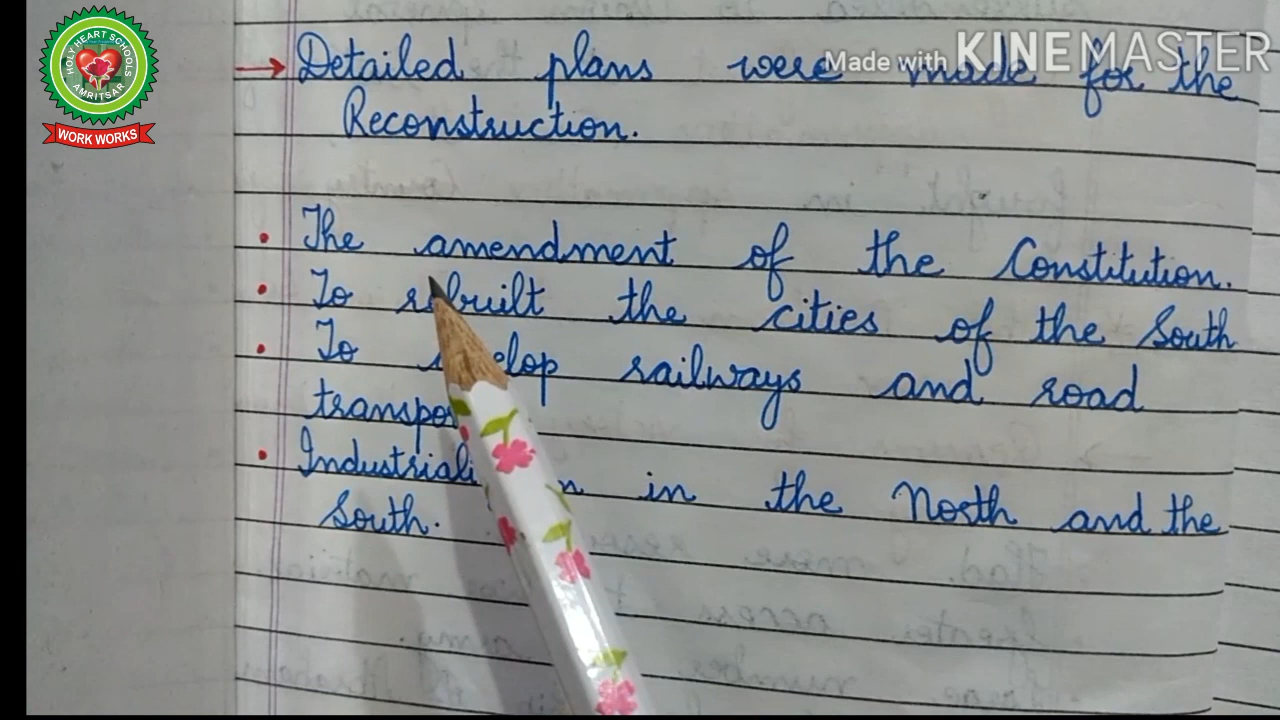 HOLY HEART SCHOOLS
AMRITSAR
WORK WORKS
Made with KINEMASTER
→ Detailed plans were made for the
Reconstruction.
• The amendment of the Constitution.
• To rebuilt the cities of the South
• To railways and road
• in the North and the
South.